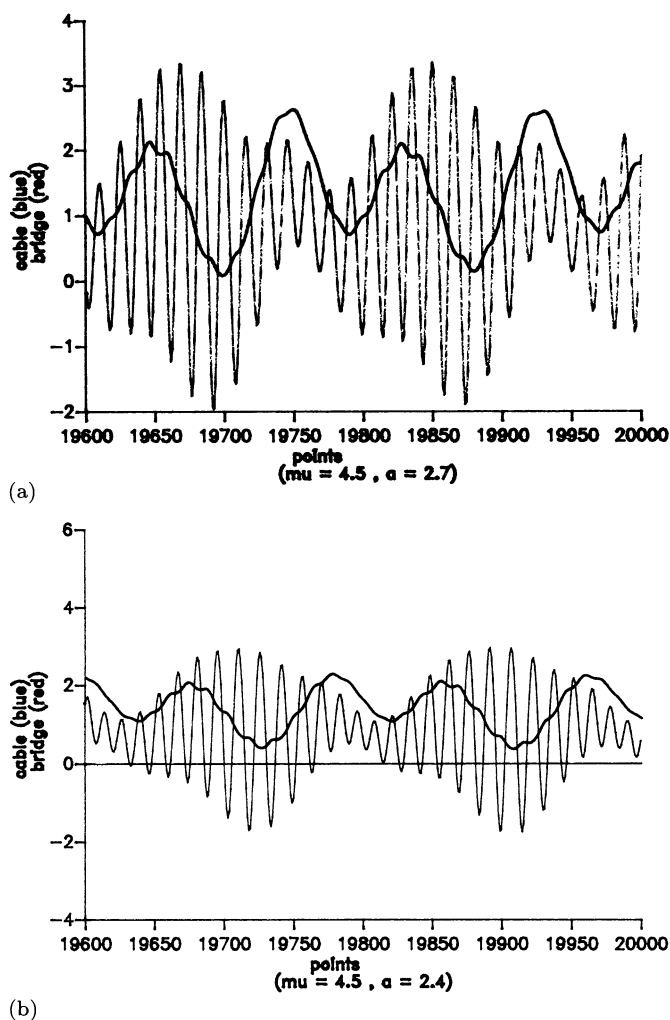 4
3
2
1
0
−1
−2
cable (blue)
bridge (red)
19600 19650 19700 19750 19800 19850 19900 19950 20000
points
(mu = 4.5 , a = 2.7)
(a)
6
4
2
0
−2
−4
cable (blue)
bridge (red)
19600 19650 19700 19750 19800 19850 19900 19950 20000
points
(mu = 4.5 , a = 2.4)
(b)